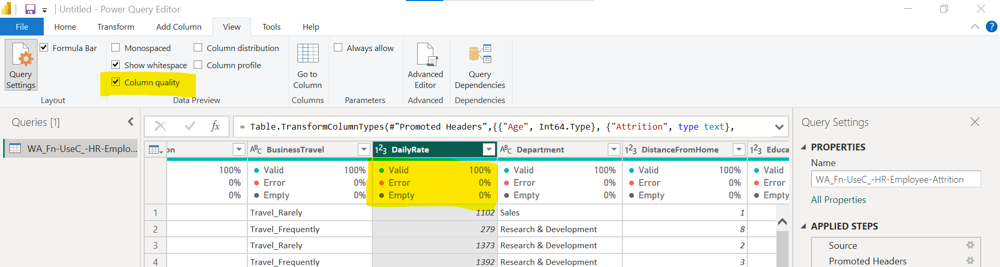 Untitled - Power Query Editor
File Home Transform Add Column View Tools Help ?
Formula Bar Monospaced Column distribution Always allow
Show whitespace Column profile
Query Settings Column quality Go to Column Advanced Editor Query Dependencies
Layout Data Preview Columns Parameters Advanced Dependencies
Queries [1] fx = Table.TransformColumnTypes(#"Promoted Headers",{{"Age", Int64.Type}, {"Attrition", type text}, Query Settings
WA_Fn-UseC_-HR-Emplo... on ABC BusinessTravel 123 DailyRate ABC Department 123 DistanceFromHome 123 Educa PROPERTIES
Name
100% Valid 100% Valid 100% Valid 100% Valid 100% Valid WA_Fn-UseC_-HR-Employee-Attrition
0% Error 0% Error 0% Error 0% Error 0% Error
0% Empty 0% Empty 0% Empty 0% Empty 0% Empty All Properties
1 Travel_Rarely 1102 Sales 1
2 Travel_Frequently 279 Research & Development 8 APPLIED STEPS
3 Travel_Rarely 1373 Research & Development 2 Source
4 Travel_Frequently 1392 Research & Development 3 Promoted Headers